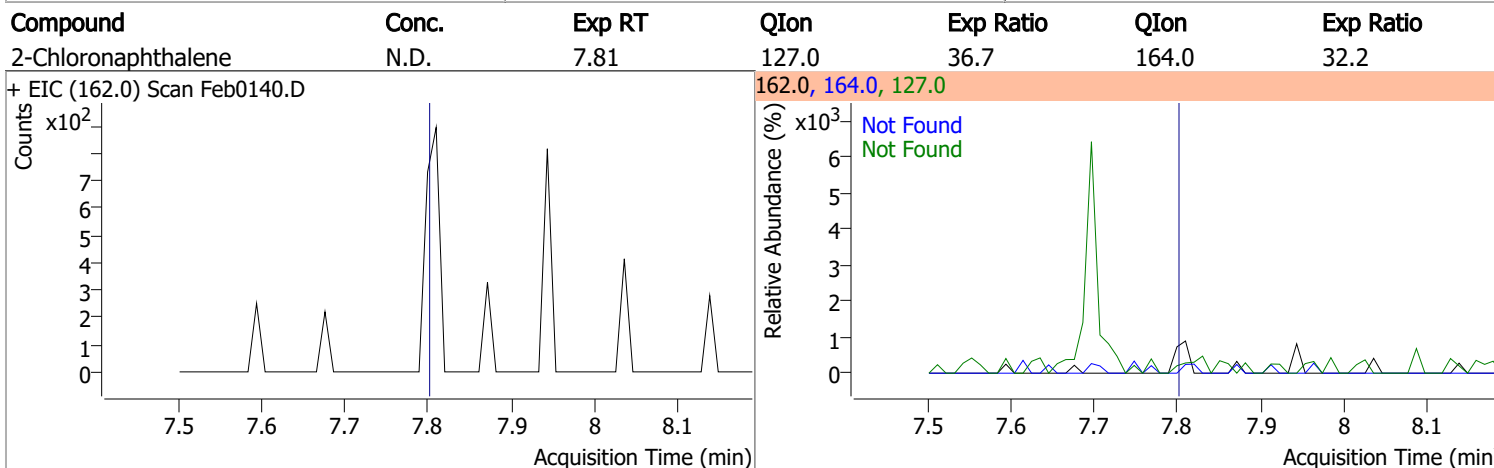 Compound Conc. Exp RT QIon Exp Ratio QIon Exp Ratio
2-Chloronaphthalene N.D. 7.81 127.0 36.7 164.0 32.2
+ EIC (162.0) Scan Feb0140.D
Counts
x10²
7
6
5
4
3
2
1
0
7.5 7.6 7.7 7.8 7.9 8 8.1
Acquisition Time (min)
162.0, 164.0, 127.0
Relative Abundance (%)
x10³
Not Found
Not Found
6
5
4
3
2
1
0
7.5 7.6 7.7 7.8 7.9 8 8.1
Acquisition Time (min)